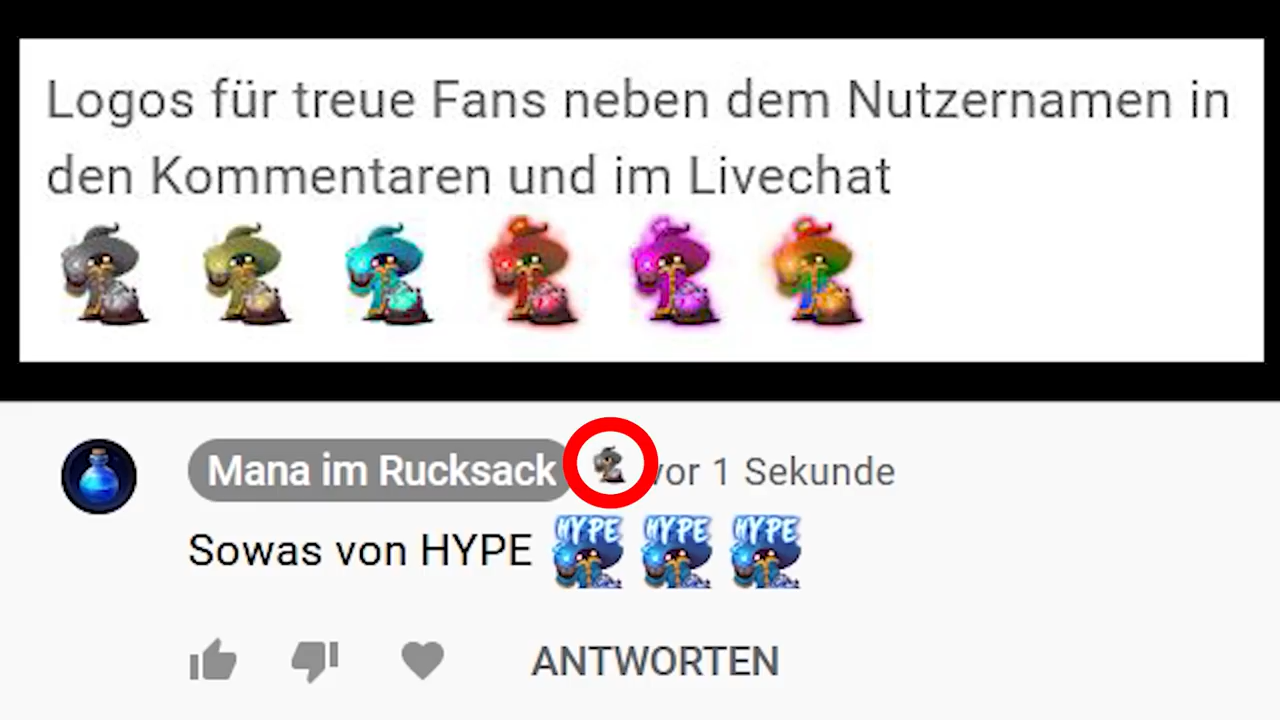 Logos für treue Fans neben dem Nutzernamen in
den Kommentaren und im Livechat
Mana im Rucksack vor 1 Sekunde
Sowas von HYPE HYPE HYPE HYPE
ANTWORTEN